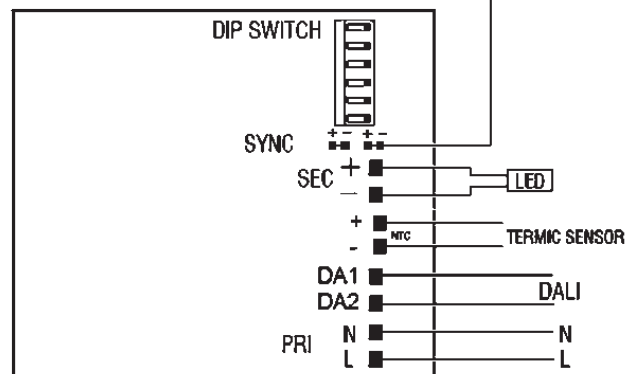 DIP SWITCH
+ - + -
SYNC
SEC +
-
LED
+
NTC
-
TERMIC SENSOR
DA1
DA2
DALI
PRI
N N
L L